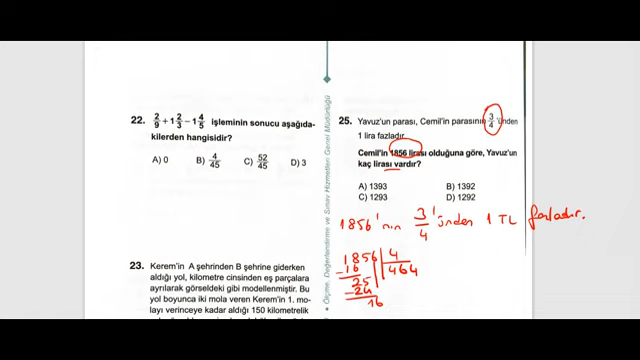 22. 2/9 + 1 2/3 - 1 4/5 işleminin sonucu aşağıda-
kilerden hangisidir?
A) 0 B) 4/45 C) 52/45 D) 3
23. Kerem'in A şehrinden B şehrine giderken
aldığı yol, kilometre cinsinden eş parçalara
ayrılarak şekildeki gibi modellenmiştir. Bu
yol boyunca iki mola veren Kerem'in 1. mo-
layı verinceye kadar aldığı 150 kilometrelik
Ölçme, Değerlendirme ve Sınav Hizmetleri Genel Müdürlüğü
25. Yavuz'un parası, Cemil'in parasının 3/4 'ünden
1 lira fazladır.
Cemil'in 1856 lirası olduğuna göre, Yavuz'un
kaç lirası vardır?
A) 1393 B) 1392
C) 1293 D) 1292
1856'nın 3/4'ünden 1 TL fazladır.
1856 | 4
-16 464
25
-24
16